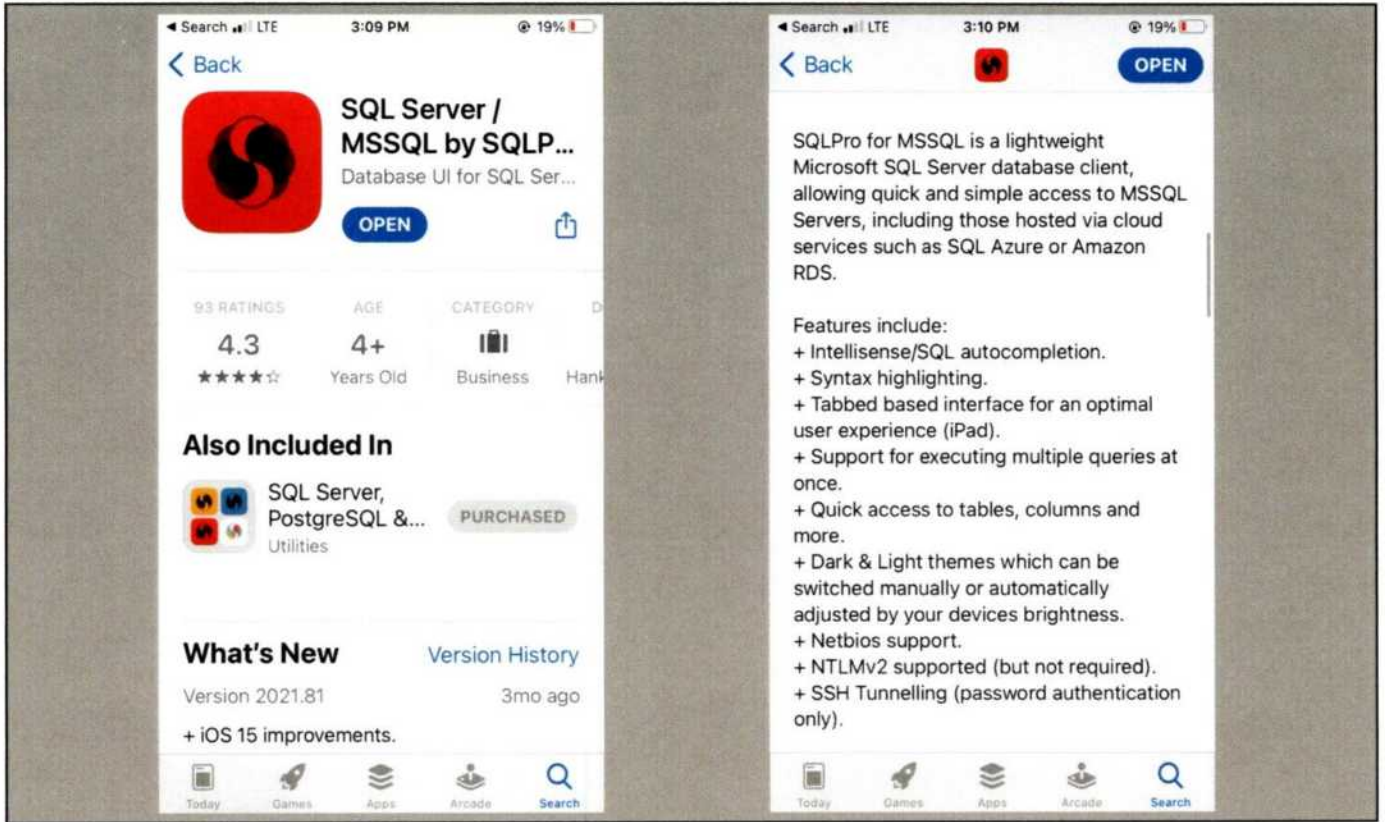 Search LTE 3:09 PM 19%
Back
SQL Server /
MSSQL by SQLP...
Database UI for SQL Ser...
OPEN
93 RATINGS AGE CATEGORY D
4.3 4+
★★★★☆ Years Old Business Hank
Also Included In
SQL Server,
PostgreSQL &...
PURCHASED
Utilities
What's New Version History
Version 2021.81 3mo ago
+ iOS 15 improvements.
Today Games Apps Arcade Search
Search LTE 3:10 PM 19%
Back OPEN
SQLPro for MSSQL is a lightweight
Microsoft SQL Server database client,
allowing quick and simple access to MSSQL
Servers, including those hosted via cloud
services such as SQL Azure or Amazon
RDS.
Features include:
+ Intellisense/SQL autocompletion.
+ Syntax highlighting.
+ Tabbed based interface for an optimal
user experience (iPad).
+ Support for executing multiple queries at
once.
+ Quick access to tables, columns and
more.
+ Dark & Light themes which can be
switched manually or automatically
adjusted by your devices brightness.
+ Netbios support.
+ NTLMv2 supported (but not required).
+ SSH Tunnelling (password authentication
only).
Today Games Apps Arcade Search